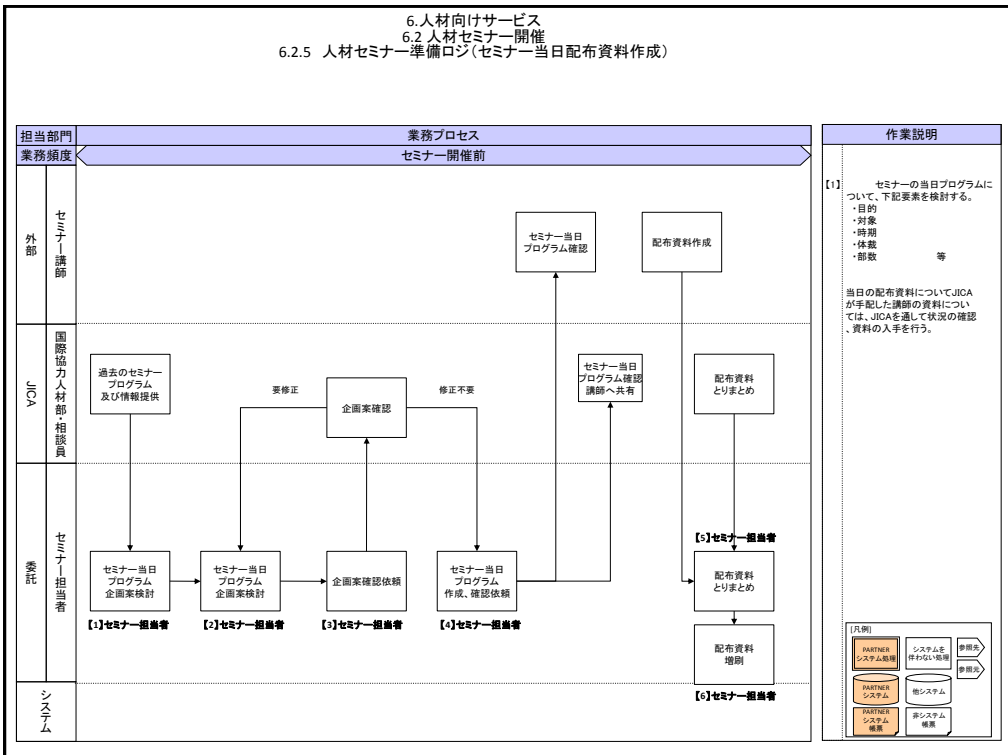 6.人材向けサービス
6.2 人材セミナー開催
6.2.5 人材セミナー準備ロジ(セミナー当日配布資料作成)
担当部門
業務プロセス
作業説明
業務頻度
セミナー開催前
外部
セミナー講師
セミナー当日
プログラム確認
配布資料作成
JICA
国際協力人材部・相談員
過去のセミナー
プログラム
及び情報提供
要修正
企画案確認
修正不要
セミナー当日
プログラム確認
講師へ共有
配布資料
とりまとめ
委託
セミナー担当者
セミナー当日
プログラム
企画案検討
【1】セミナー担当者
セミナー当日
プログラム
企画案検討
【2】セミナー担当者
企画案確認依頼
【3】セミナー担当者
セミナー当日
プログラム
作成、確認依頼
【4】セミナー担当者
【5】セミナー担当者
配布資料
とりまとめ
配布資料
増刷
【6】セミナー担当者
システム
【1】 セミナーの当日プログラムに
ついて、下記要素を検討する。
・目的
・対象
・時期
・体裁
・部数 等
当日の配布資料についてJICA
が手配した講師の資料につい
ては、JICAを通して状況の確認
、資料の入手を行う。
[凡例]
PARTNER
システム処理
システムを
伴わない処理
参照先
参照元
PARTNER
システム
他システム
PARTNER
システム
帳票
非システム
帳票